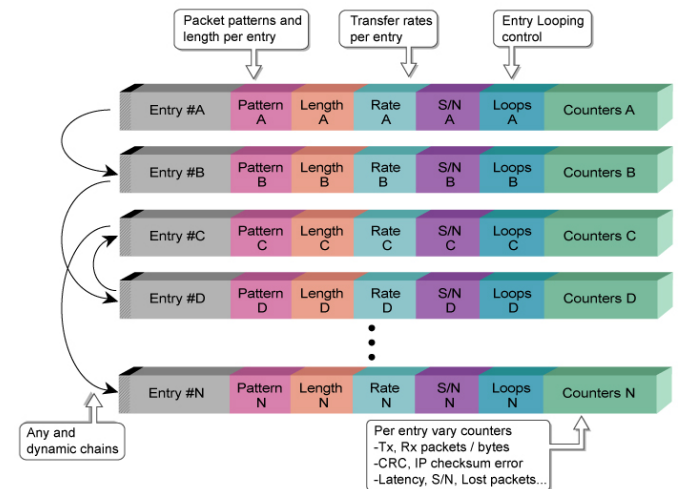 Packet patterns and
length per entry
Transfer rates
per entry
Entry Looping
control
Entry #A
Pattern
A
Length
A
Rate
A
S/N
A
Loops
A
Counters A
Entry #B
Pattern
B
Length
B
Rate
B
S/N
B
Loops
B
Counters B
Entry #C
Pattern
C
Length
C
Rate
C
S/N
C
Loops
C
Counters C
Entry #D
Pattern
D
Length
D
Rate
D
S/N
D
Loops
D
Counters D
Entry #N
Pattern
N
Length
N
Rate
N
S/N
N
Loops
N
Counters N
Any and
dynamic chains
Per entry vary counters
-Tx, Rx packets / bytes
-CRC, IP checksum error
-Latency, S/N, Lost packets...